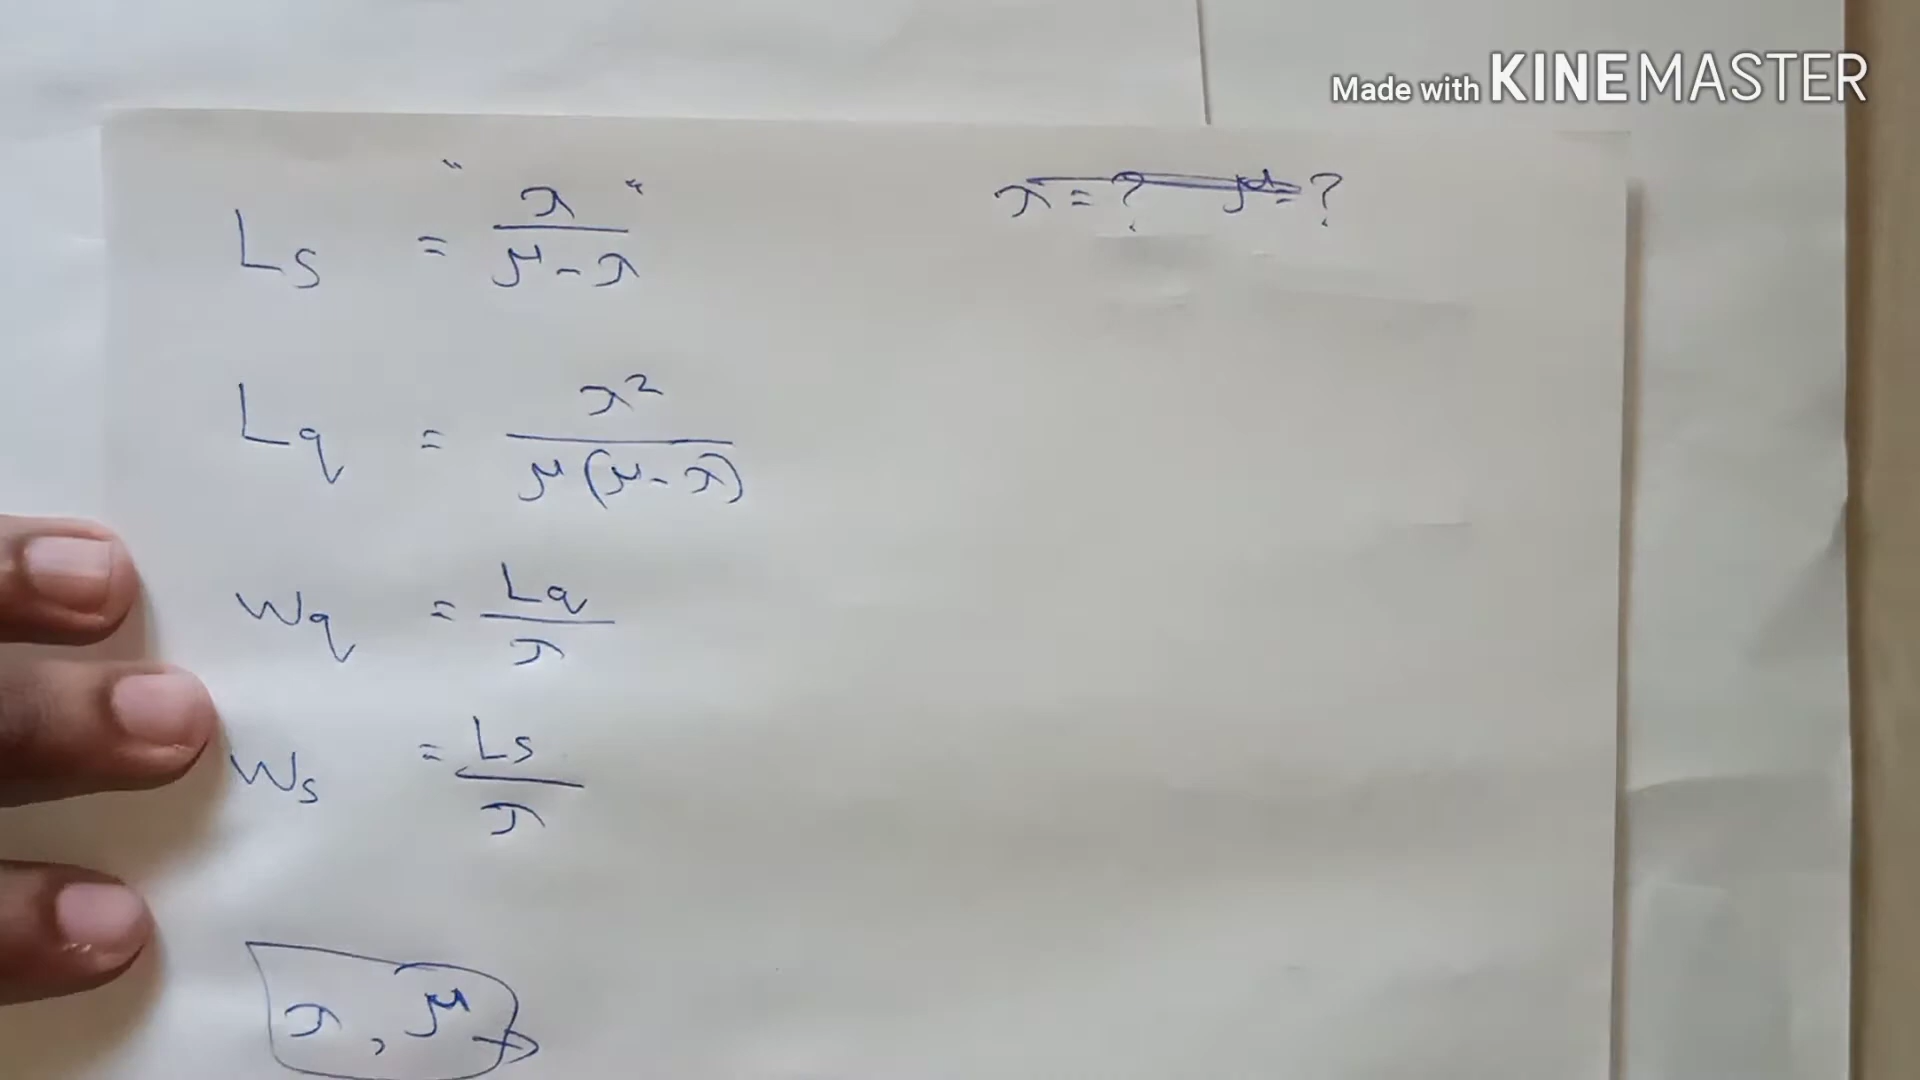 Made with KINEMASTER
Ls = " λ / μ - λ "
λ = ? μ = ?
Lq = λ² / μ(μ - λ)
Wq = Lq / λ
Ws = Ls / λ
λ, μ